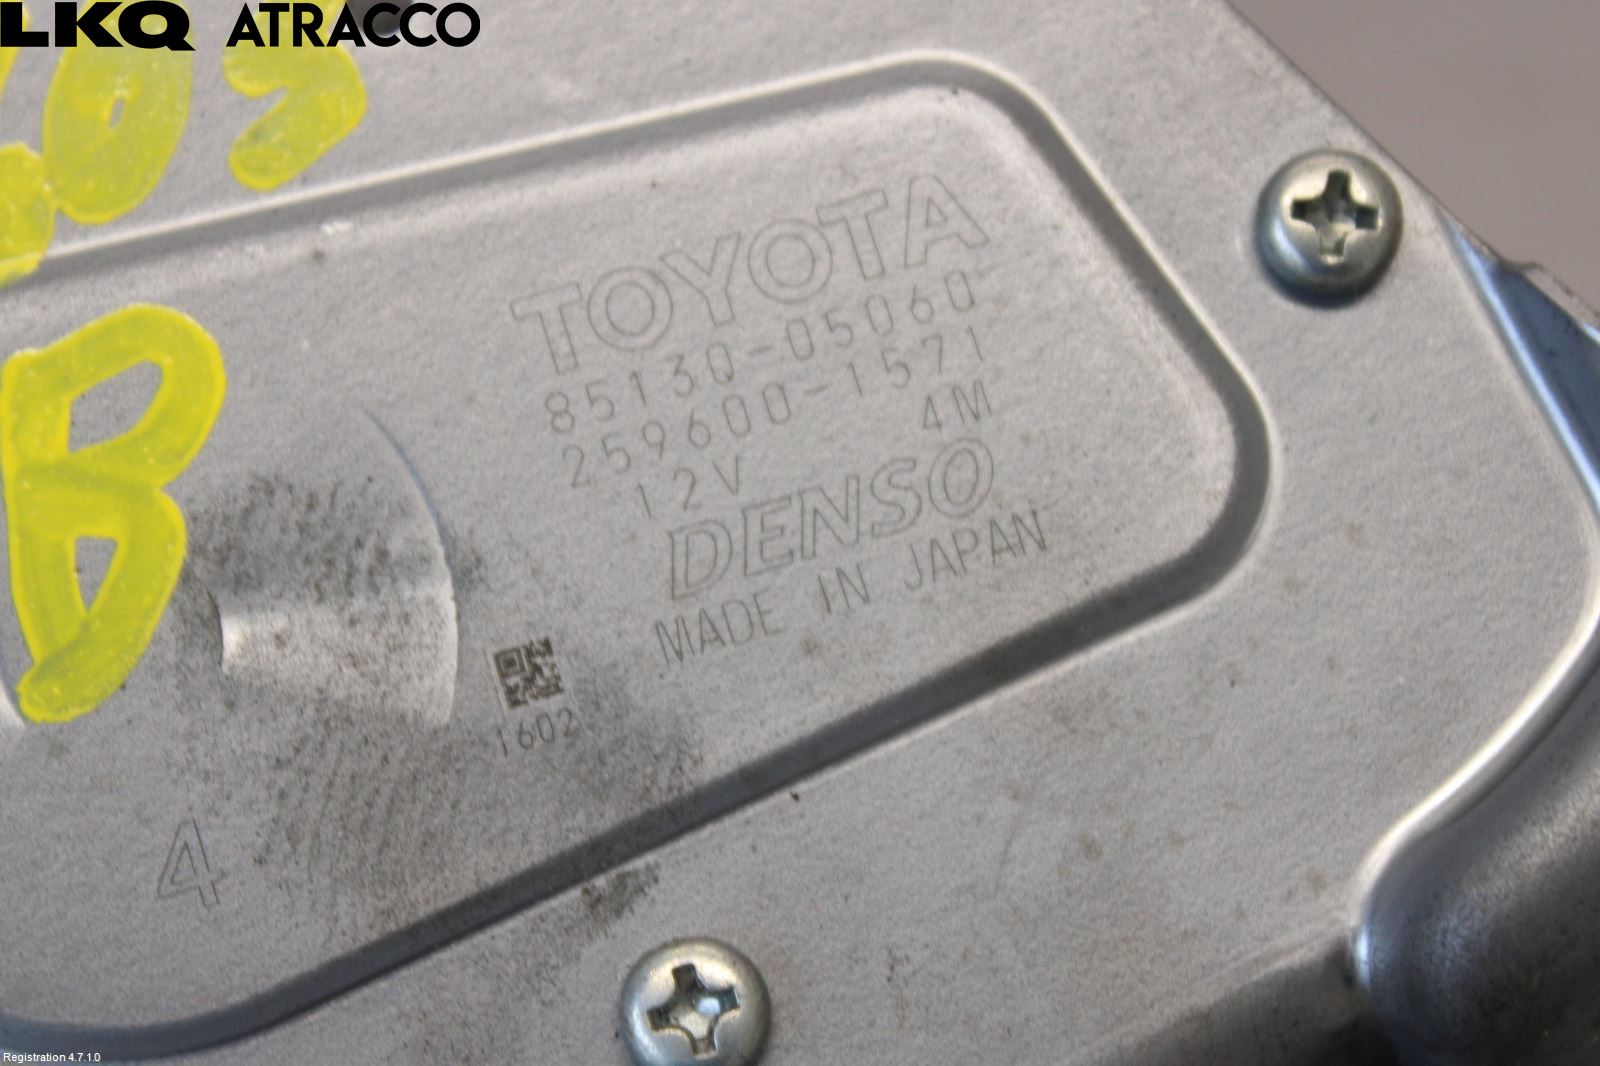 LKQ ATRACCO
B
TOYOTA
85130-05060
259600-1571
12V 4M
DENSO
MADE IN JAPAN
1602
4
Registration 4.7.1.0